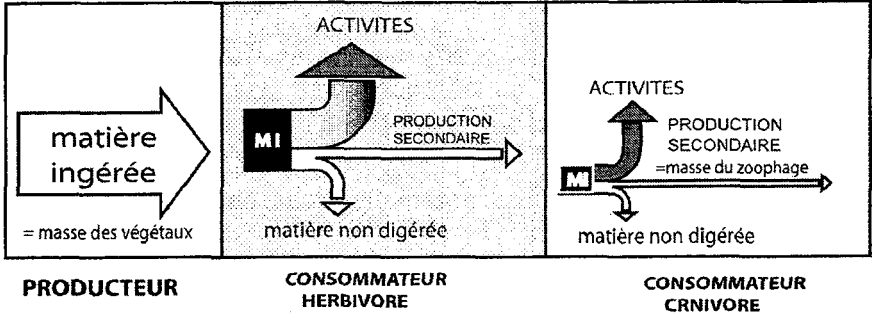 matière
ingérée
= masse des végétaux
PRODUCTEUR
ACTIVITES
MI
PRODUCTION
SECONDAIRE
matière non digérée
CONSOMMATEUR
HERBIVORE
ACTIVITES
MI
PRODUCTION
SECONDAIRE
=masse du zoophage
matière non digérée
CONSOMMATEUR
CRNIVORE